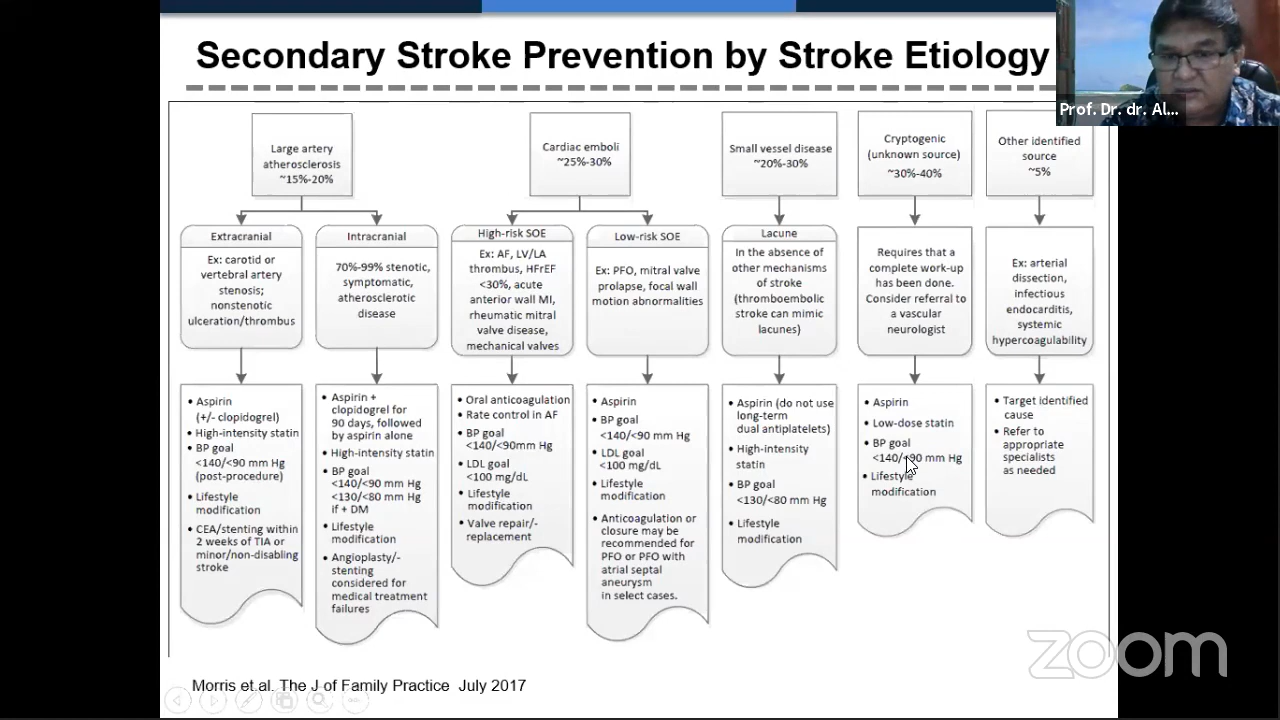 Secondary Stroke Prevention by Stroke Etiology
Prof. Dr. dr. Al...
Large artery
atherosclerosis
~15%-20%
Cardiac emboli
~25%-30%
Small vessel disease
~20%-30%
Cryptogenic
(unknown source)
~30%-40%
Other identified
source
~5%
Extracranial
Ex: carotid or
vertebral artery
stenosis;
nonstenotic
ulceration/thrombus
Intracranial
70%-99% stenotic,
symptomatic,
atherosclerotic
disease
High-risk SOE
Ex: AF, LV/LA
thrombus, HFrEF
<30%, acute
anterior wall MI,
rheumatic mitral
valve disease,
mechanical valves
Low-risk SOE
Ex: PFO, mitral valve
prolapse, focal wall
motion abnormalities
Lacune
In the absence of
other mechanisms
of stroke
(thromboembolic
stroke can mimic
lacunes)
Requires that a
complete work-up
has been done.
Consider referral to
a vascular
neurologist
Ex: arterial
dissection,
infectious
endocarditis,
systemic
hypercoagulability
• Aspirin
(+/- clopidogrel)
• High-intensity statin
• BP goal
<140/<90 mm Hg
(post-procedure)
• Lifestyle
modification
• CEA/stenting within
2 weeks of TIA or
minor/non-disabling
stroke
• Aspirin +
clopidogrel for
90 days, followed
by aspirin alone
• High-intensity statin
• BP goal
<140/<90 mm Hg
<130/<80 mm Hg
if + DM
• Lifestyle
modification
• Angioplasty/-
stenting
considered for
medical treatment
failures
• Oral anticoagulation
• Rate control in AF
• BP goal
<140/<90mm Hg
• LDL goal
<100 mg/dL
• Lifestyle
modification
• Valve repair/-
replacement
• Aspirin
• BP goal
<140/<90 mm Hg
• LDL goal
<100 mg/dL
• Lifestyle
modification
• Anticoagulation or
closure may be
recommended for
PFO or PFO with
atrial septal
aneurysm
in select cases.
• Aspirin (do not use
long-term
dual antiplatelets)
• High-intensity
statin
• BP goal
<130/<80 mm Hg
• Lifestyle
modification
• Aspirin
• Low-dose statin
• BP goal
<140/<90 mm Hg
• Lifestyle
modification
• Target identified
cause
• Refer to
appropriate
specialists
as needed
Morris et.al. The J of Family Practice July 2017
zoom